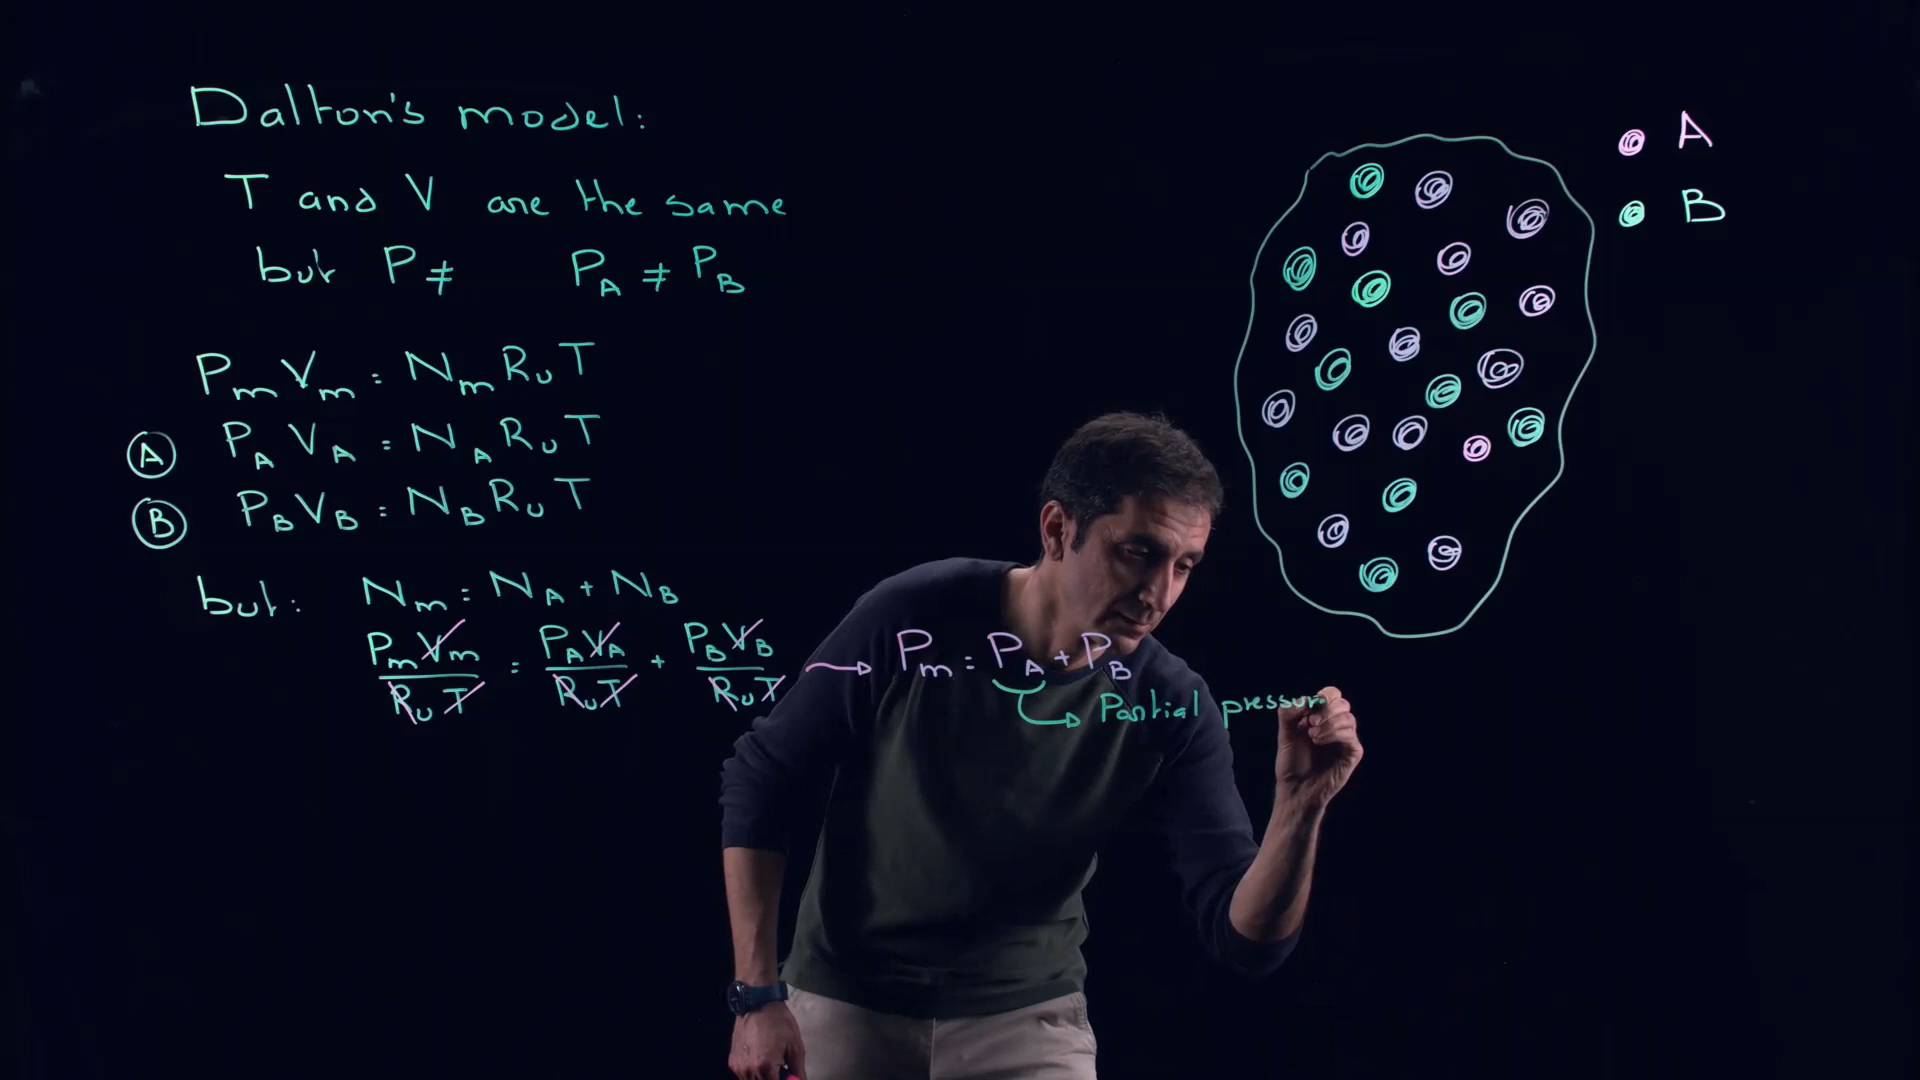 Dalton's model:
T and V are the same
but P ≠ P_A ≠ P_B
P_m V_m = N_m R_u T
Ⓐ P_A V_A = N_A R_u T
Ⓑ P_B V_B = N_B R_u T
but: N_m = N_A + N_B
P_m V_m / R_u T = P_A V_A / R_u T + P_B V_B / R_u T → P_m = P_A + P_B
→ Partial pressur
A
B